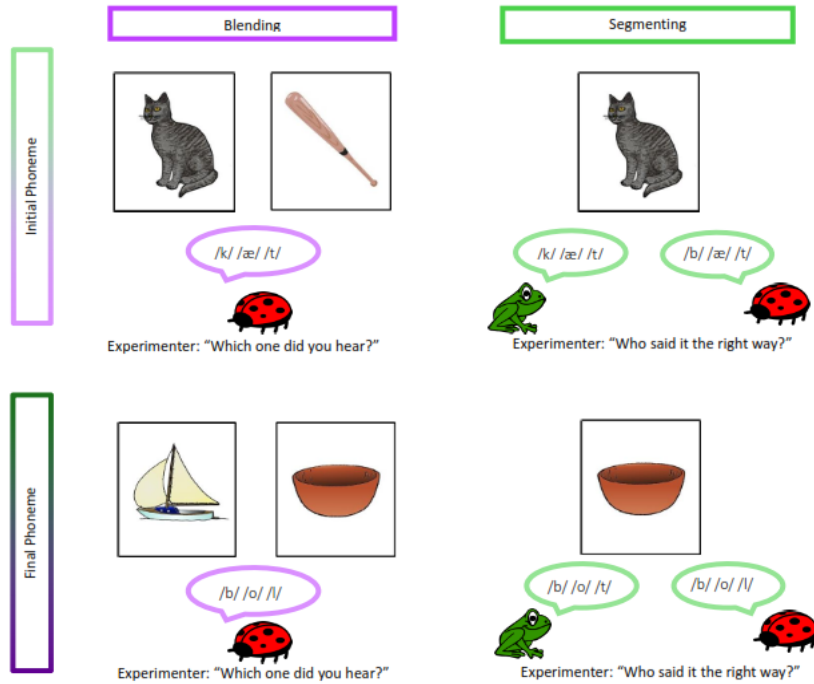 Blending
Segmenting
Initial Phoneme
/k/ /æ/ /t/
/k/ /æ/ /t/
/b/ /æ/ /t/
Experimenter: “Which one did you hear?”
Experimenter: “Who said it the right way?”
Final Phoneme
/b/ /o/ /l/
/b/ /o/ /t/
/b/ /o/ /l/
Experimenter: “Which one did you hear?”
Experimenter: “Who said it the right way?”